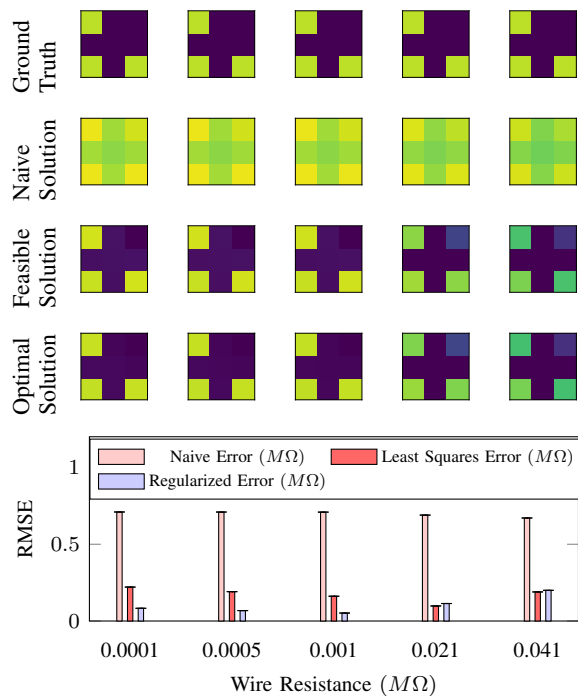 Ground
Truth
Naive
Solution
Feasible
Solution
Optimal
Solution
Naive Error (MΩ)
Least Squares Error (MΩ)
Regularized Error (MΩ)
1
0.5
0
RMSE
0.0001
0.0005
0.001
0.021
0.041
Wire Resistance (MΩ)